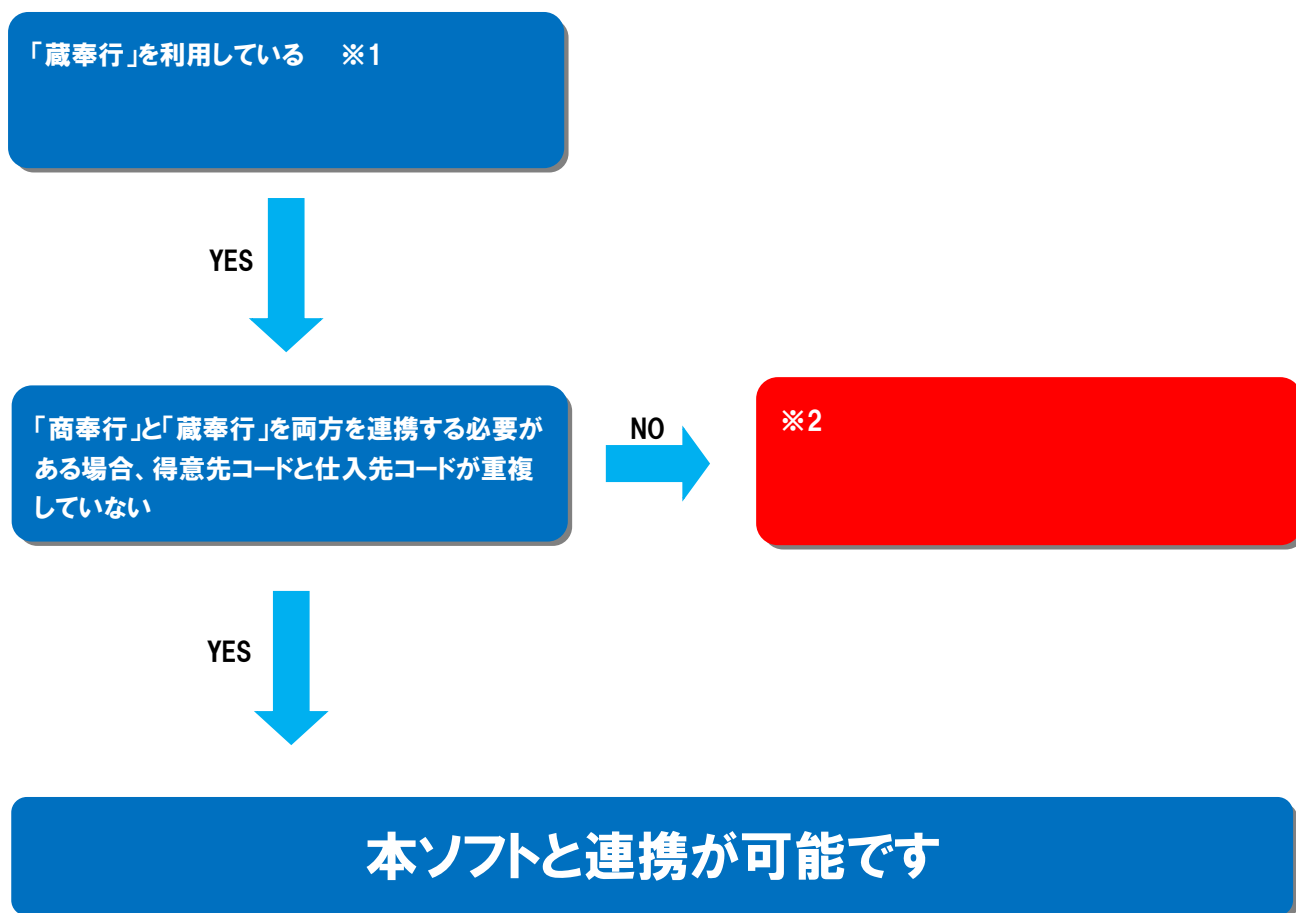 「蔵奉行」を利用している　※1
YES
「商奉行」と「蔵奉行」を両方を連携する必要が
ある場合、得意先コードと仕入先コードが重複
していない
NO
※2
YES
本ソフトと連携が可能です